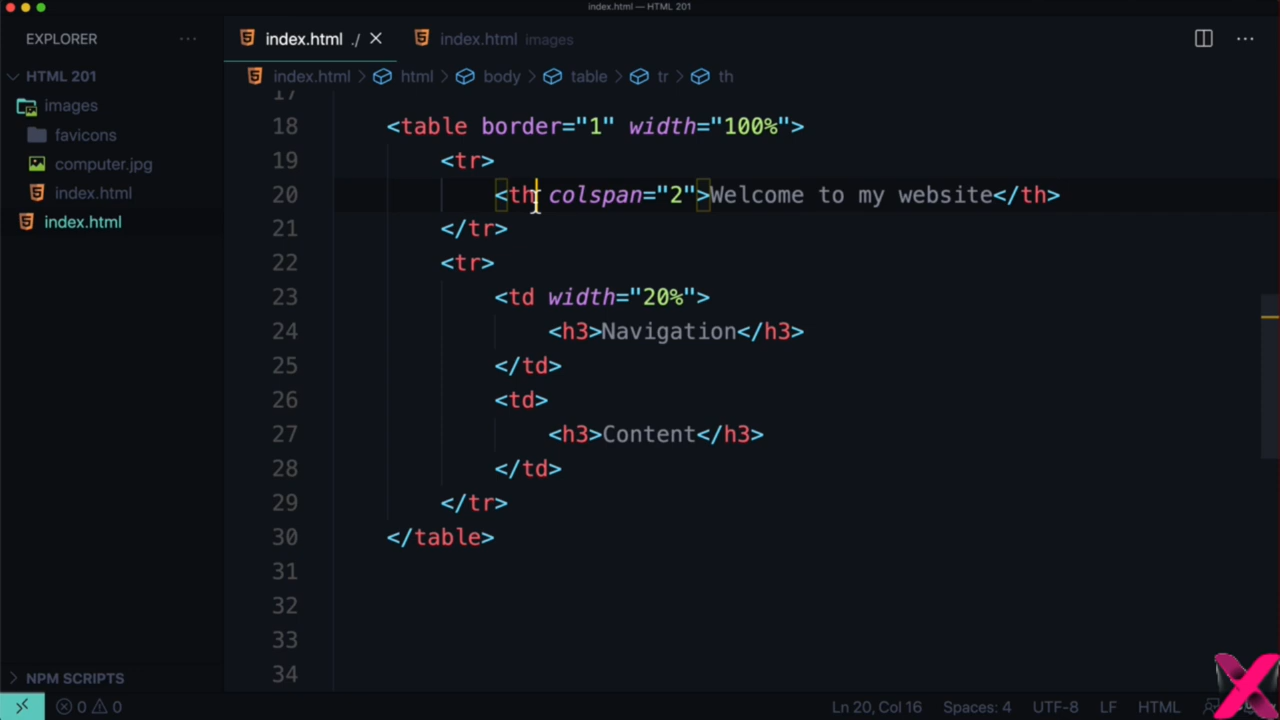 index.html — HTML 201
EXPLORER ···
index.html ./
index.html images
HTML 201
index.html > html > body > table > tr > th
images
favicons
computer.jpg
index.html
index.html
17
18 <table border="1" width="100%">
19 <tr>
20 <th colspan="2">Welcome to my website</th>
21 </tr>
22 <tr>
23 <td width="20%">
24 <h3>Navigation</h3>
25 </td>
26 <td>
27 <h3>Content</h3>
28 </td>
29 </tr>
30 </table>
31
32
33
34
NPM SCRIPTS
0 0
Ln 20, Col 16 Spaces: 4 UTF-8 LF HTML
X